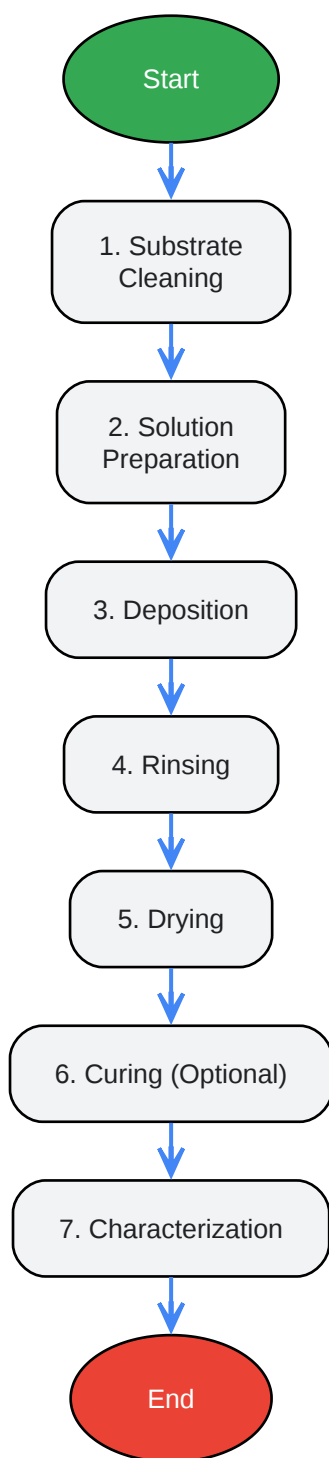 Start
1. Substrate
Cleaning
2. Solution
Preparation
3. Deposition
4. Rinsing
5. Drying
6. Curing (Optional)
7. Characterization
End